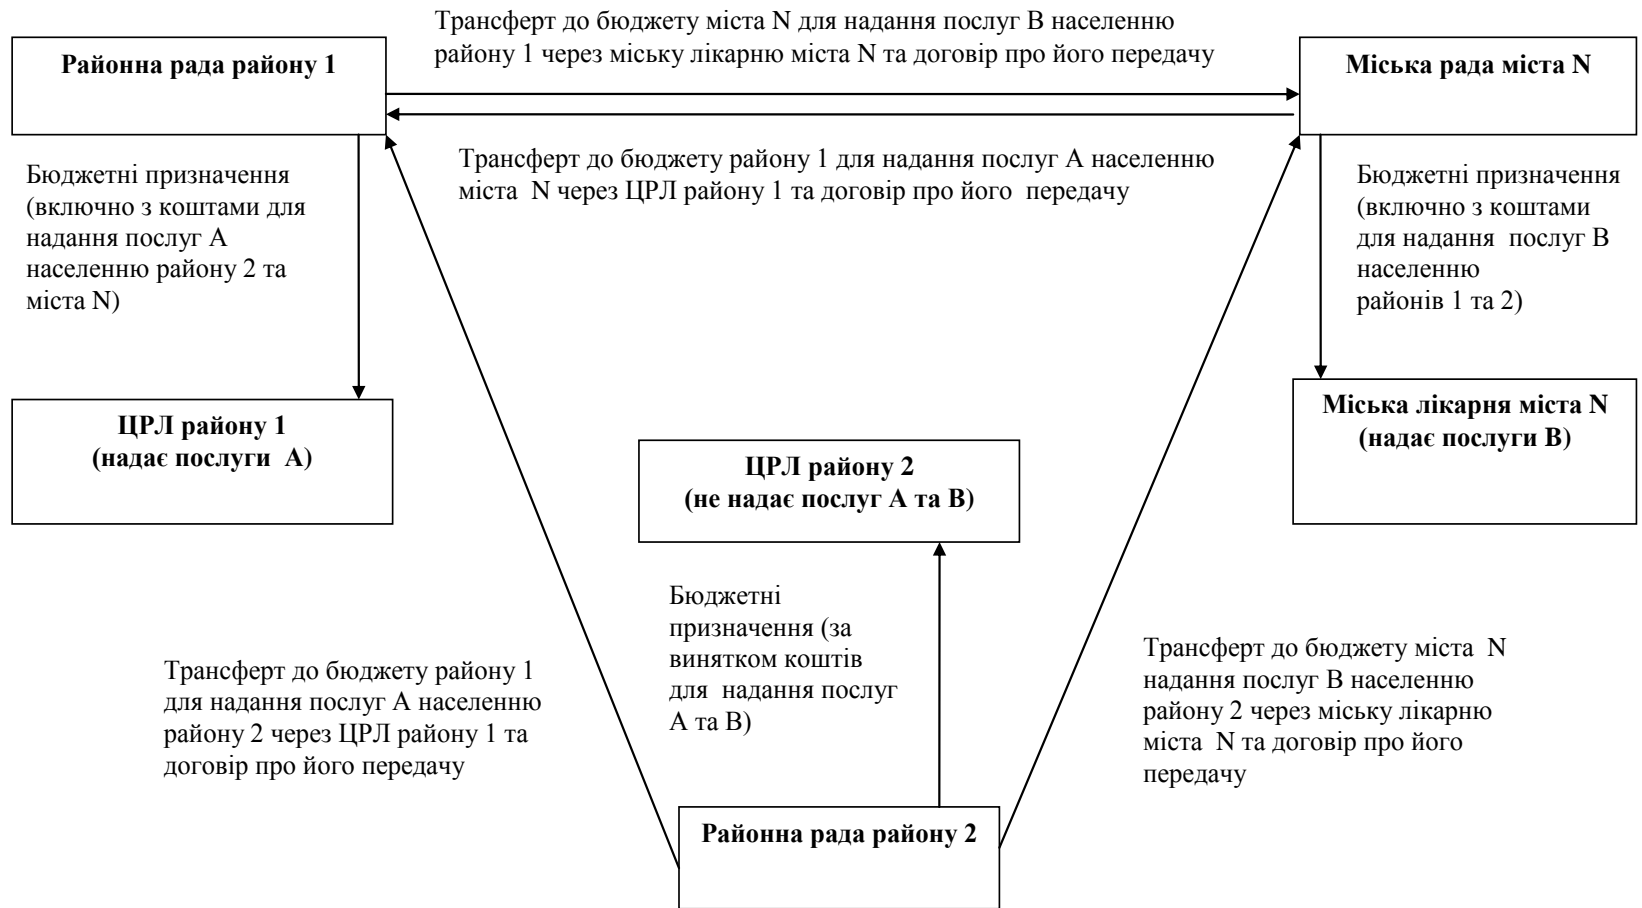 Трансферт до бюджету міста N для надання послуг В населенню
району 1 через міську лікарню міста N та договір про його передачу
Районна рада району 1
Міська рада міста N
Трансферт до бюджету району 1 для надання послуг А населенню
міста N через ЦРЛ району 1 та договір про його передачу
Бюджетні призначення
(включно з коштами для
надання послуг А
населенню району 2 та
міста N)
Бюджетні призначення
(включно з коштами
для надання послуг В
населенню
районів 1 та 2)
ЦРЛ району 1
(надає послуги А)
Міська лікарня міста N
(надає послуги В)
ЦРЛ району 2
(не надає послуг А та В)
Бюджетні
призначення (за
винятком коштів
для надання послуг
А та В)
Трансферт до бюджету району 1
для надання послуг А населенню
району 2 через ЦРЛ району 1 та
договір про його передачу
Трансферт до бюджету міста N
надання послуг В населенню
району 2 через міську лікарню
міста N та договір про його
передачу
Районна рада району 2